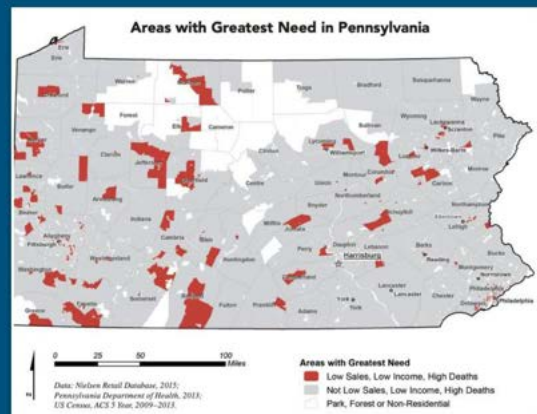 Areas with Greatest Need in Pennsylvania
Erie
Erie
Warren
Potter
Tioga
Bradford
Susquehanna
Wayne
Wyoming
Lackawanna
Scranton
Pike
Forest
Elk
Cameron
Sullivan
Venango
Clinton
Lycoming
Williamsport
Luzerne
Wilkes-Barre
Clarion
Jefferson
Clearfield
Centre
Union
Montour
Columbia
Monroe
Carbon
Lawrence
Butler
Armstrong
Snyder
Northumberland
Northampton
Beaver
Indiana
Mifflin
Juniata
Schuylkill
Allentown
Lehigh
Allegheny
Pittsburgh
Cambria
Blair
Huntingdon
Perry
Dauphin
Lebanon
Berks
Bucks
Westmoreland
Harrisburg
Reading
Montgomery
Norristown
Washington
Cumberland
Lancaster
Lancaster
Chester
Philadelphia
Philadelphia
Delaware
Greene
Fayette
Somerset
Bedford
Fulton
Franklin
Adams
York
York
0 25 50 100
Miles
Data: Nielsen Retail Database, 2015;
Pennsylvania Department of Health, 2013;
US Census, ACS 5 Year, 2009-2013.
Areas with Greatest Need
Low Sales, Low Income, High Deaths
Not Low Sales, Low Income, High Deaths
Park, Forest or Non-Residential